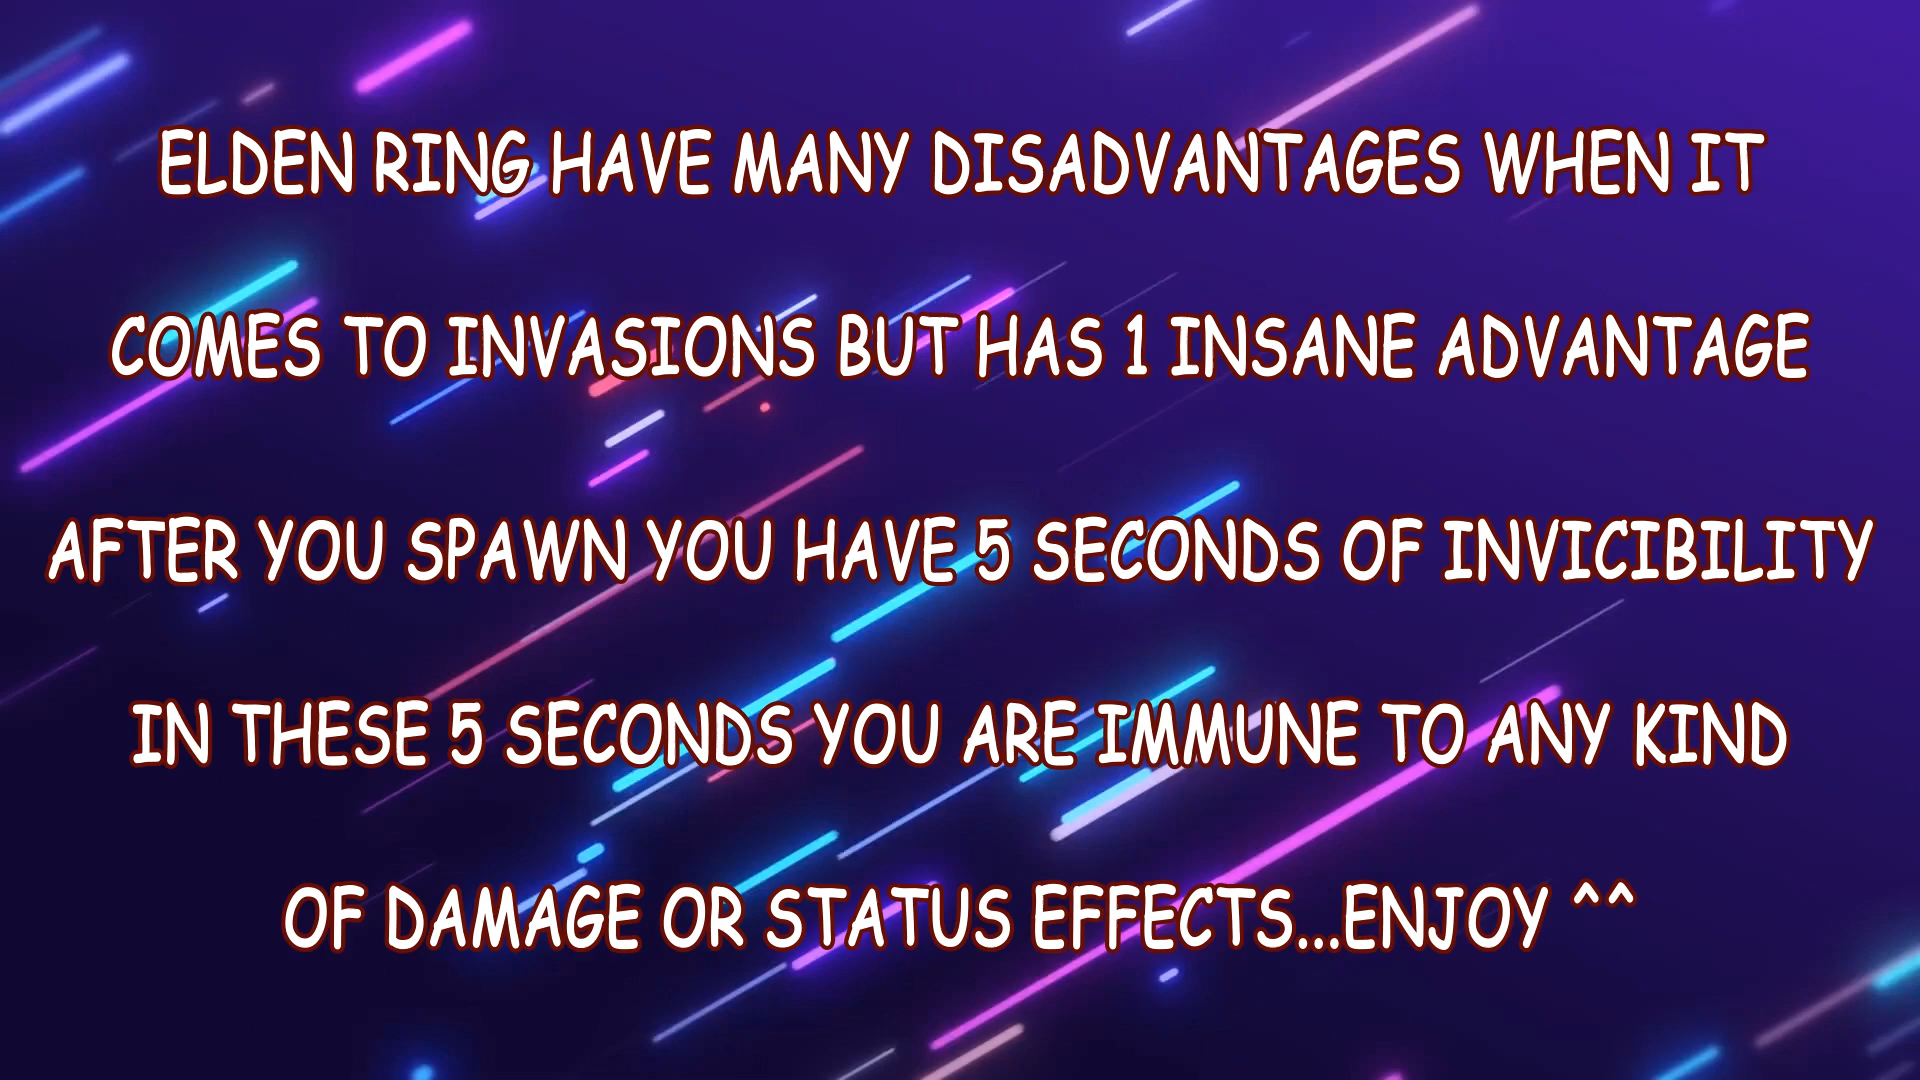 ELDEN RING HAVE MANY DISADVANTAGES WHEN IT
COMES TO INVASIONS BUT HAS 1 INSANE ADVANTAGE
AFTER YOU SPAWN YOU HAVE 5 SECONDS OF INVICIBILITY
IN THESE 5 SECONDS YOU ARE IMMUNE TO ANY KIND
OF DAMAGE OR STATUS EFFECTS...ENJOY ^^